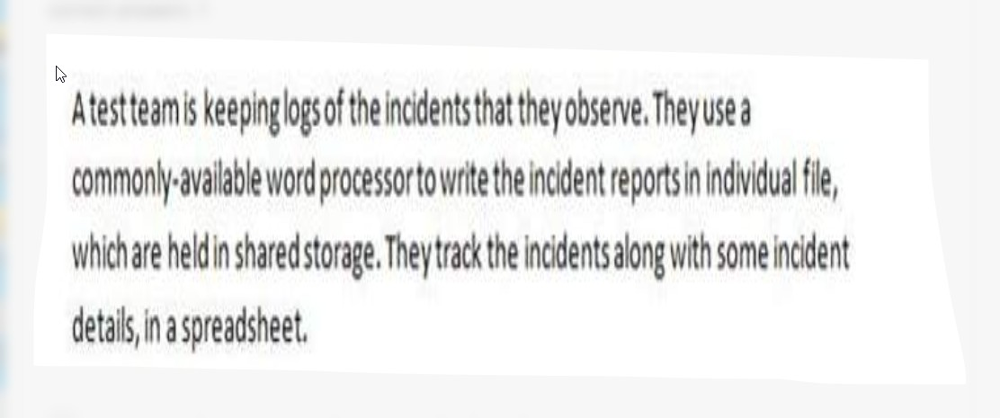 A test team is keeping logs of the incidents that they observe. They use a
commonly-available word processor to write the incident reports in individual file,
which are held in shared storage. They track the incidents along with some incident
details, in a spreadsheet.